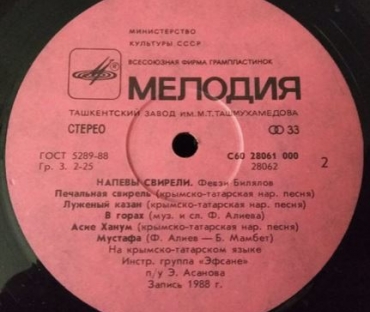 МИНИСТЕРСТВО
КУЛЬТУРЫ СССР
ВСЕСОЮЗНАЯ ФИРМА ГРАМПЛАСТИНОК
МЕЛОДИЯ
ТАШКЕНТСКИЙ ЗАВОД ИМ. М.Т. ТАШМУХАМЕДОВА
СТЕРЕО 33
ГОСТ 5289-88 С60 28061 000
Гр. 3. 2-25 28062 2
НАПЕВЫ СВИРЕЛИ. Февзи Билялов
Печальная свирель (крымско-татарская нар. песня)
Луженый казан (крымско-татарская нар. песня)
В горах (муз. и сл. Ф. Алиева)
Асие Ханум (крымско-татарская нар. песня)
Мустафа (Ф. Алиев — Б. Мамбет)
На крымско-татарском языке
Инстр. группа «Эфсане»
п/у Э. Асанова
Запись 1988 г.